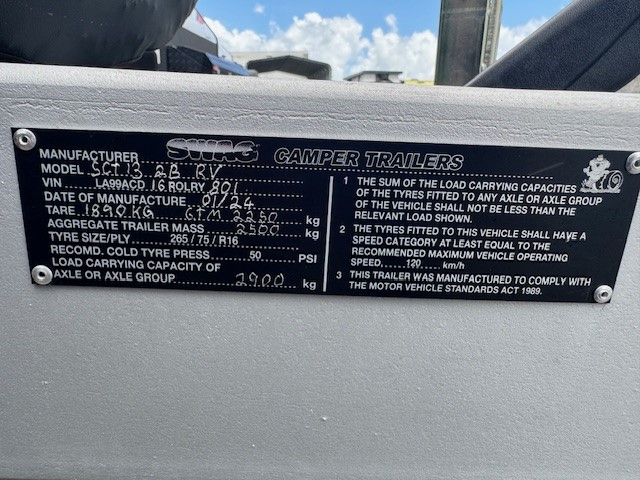 MANUFACTURER SWAG CAMPER TRAILERS
MODEL SCT13 2B RV
VIN LA99ACD16ROLRY801
DATE OF MANUFACTURE 01/24
TARE 1890KG GTM 2250 kg
AGGREGATE TRAILER MASS 2500 kg
TYRE SIZE/PLY 265/75/R16
RECOMD. COLD TYRE PRESS 50 PSI
LOAD CARRYING CAPACITY OF
AXLE OR AXLE GROUP 2900 kg
1 THE SUM OF THE LOAD CARRYING CAPACITIES
OF THE TYRES FITTED TO ANY AXLE OR AXLE GROUP
OF THE VEHICLE SHALL NOT BE LESS THAN THE
RELEVANT LOAD SHOWN.
2 THE TYRES FITTED TO THIS VEHICLE SHALL HAVE A
SPEED CATEGORY AT LEAST EQUAL TO THE
RECOMMENDED MAXIMUM VEHICLE OPERATING
SPEED 120 km/h
3 THIS TRAILER WAS MANUFACTURED TO COMPLY WITH
THE MOTOR VEHICLE STANDARDS ACT 1989.